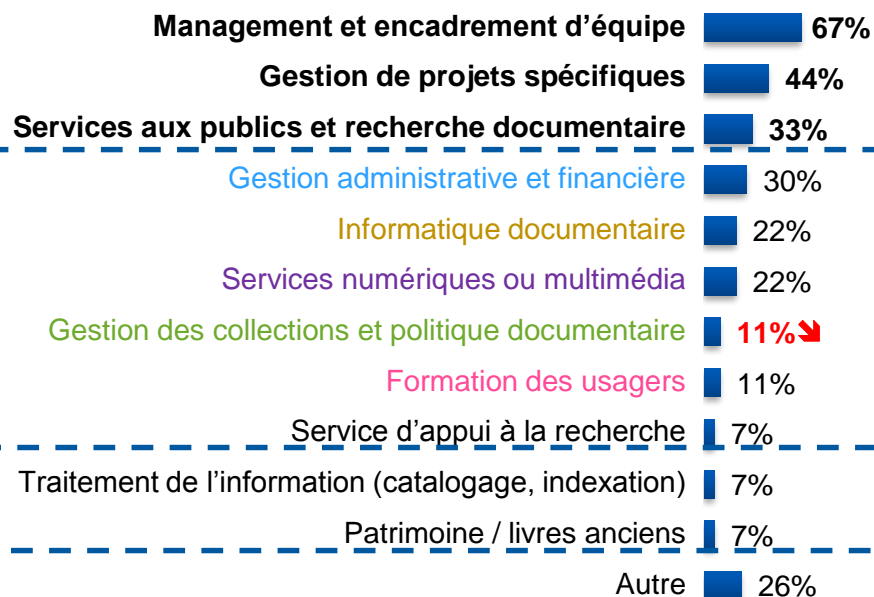 Management et encadrement d’équipe 67%
Gestion de projets spécifiques 44%
Services aux publics et recherche documentaire 33%
Gestion administrative et financière 30%
Informatique documentaire 22%
Services numériques ou multimédia 22%
Gestion des collections et politique documentaire 11%
Formation des usagers 11%
Service d’appui à la recherche 7%
Traitement de l’information (catalogage, indexation) 7%
Patrimoine / livres anciens 7%
Autre 26%